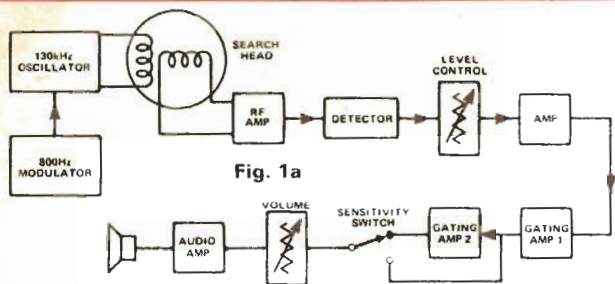 130kHz
OSCILLATOR
SEARCH
HEAD
LEVEL
CONTROL
RF
AMP
DETECTOR
AMP
800Hz
MODULATOR
Fig. 1a
VOLUME
SENSITIVITY
SWITCH
AUDIO
AMP
GATING
AMP 2
GATING
AMP 1